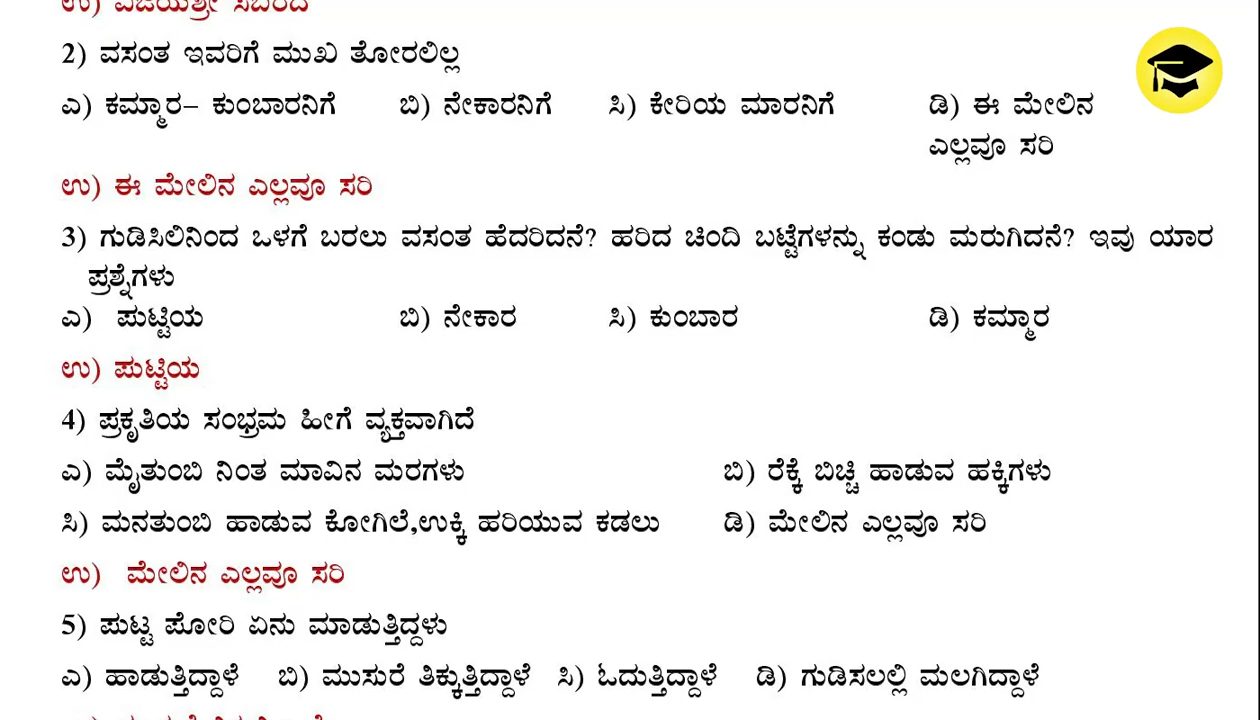 ಉ) ವಿಜಯಶ್ರೀ ಸಬರದ
2) ವಸಂತ ಇವರಿಗೆ ಮುಖ ತೋರಲಿಲ್ಲ
ಎ) ಕಮ್ಮಾರ– ಕುಂಬಾರನಿಗೆ ಬಿ) ನೇಕಾರನಿಗೆ ಸಿ) ಕೇರಿಯ ಮಾರನಿಗೆ ಡಿ) ಈ ಮೇಲಿನ
ಎಲ್ಲವೂ ಸರಿ
ಉ) ಈ ಮೇಲಿನ ಎಲ್ಲವೂ ಸರಿ
3) ಗುಡಿಸಿಲಿನಿಂದ ಒಳಗೆ ಬರಲು ವಸಂತ ಹೆದರಿದನೆ? ಹರಿದ ಚಿಂದಿ ಬಟ್ಟೆಗಳನ್ನು ಕಂಡು ಮರುಗಿದನೆ? ಇವು ಯಾರ
ಪ್ರಶ್ನೆಗಳು
ಎ) ಪುಟ್ಟಿಯ ಬಿ) ನೇಕಾರ ಸಿ) ಕುಂಬಾರ ಡಿ) ಕಮ್ಮಾರ
ಉ) ಪುಟ್ಟಿಯ
4) ಪ್ರಕೃತಿಯ ಸಂಭ್ರಮ ಹೀಗೆ ವ್ಯಕ್ತವಾಗಿದೆ
ಎ) ಮೈತುಂಬಿ ನಿಂತ ಮಾವಿನ ಮರಗಳು ಬಿ) ರೆಕ್ಕೆ ಬಿಚ್ಚಿ ಹಾಡುವ ಹಕ್ಕಿಗಳು
ಸಿ) ಮನತುಂಬಿ ಹಾಡುವ ಕೋಗಿಲೆ,ಉಕ್ಕಿ ಹರಿಯುವ ಕಡಲು ಡಿ) ಮೇಲಿನ ಎಲ್ಲವೂ ಸರಿ
ಉ) ಮೇಲಿನ ಎಲ್ಲವೂ ಸರಿ
5) ಪುಟ್ಟ ಪೋರಿ ಏನು ಮಾಡುತ್ತಿದ್ದಳು
ಎ) ಹಾಡುತ್ತಿದ್ದಾಳೆ ಬಿ) ಮುಸುರೆ ತಿಕ್ಕುತ್ತಿದ್ದಾಳೆ ಸಿ) ಓದುತ್ತಿದ್ದಾಳೆ ಡಿ) ಗುಡಿಸಲಲ್ಲಿ ಮಲಗಿದ್ದಾಳೆ